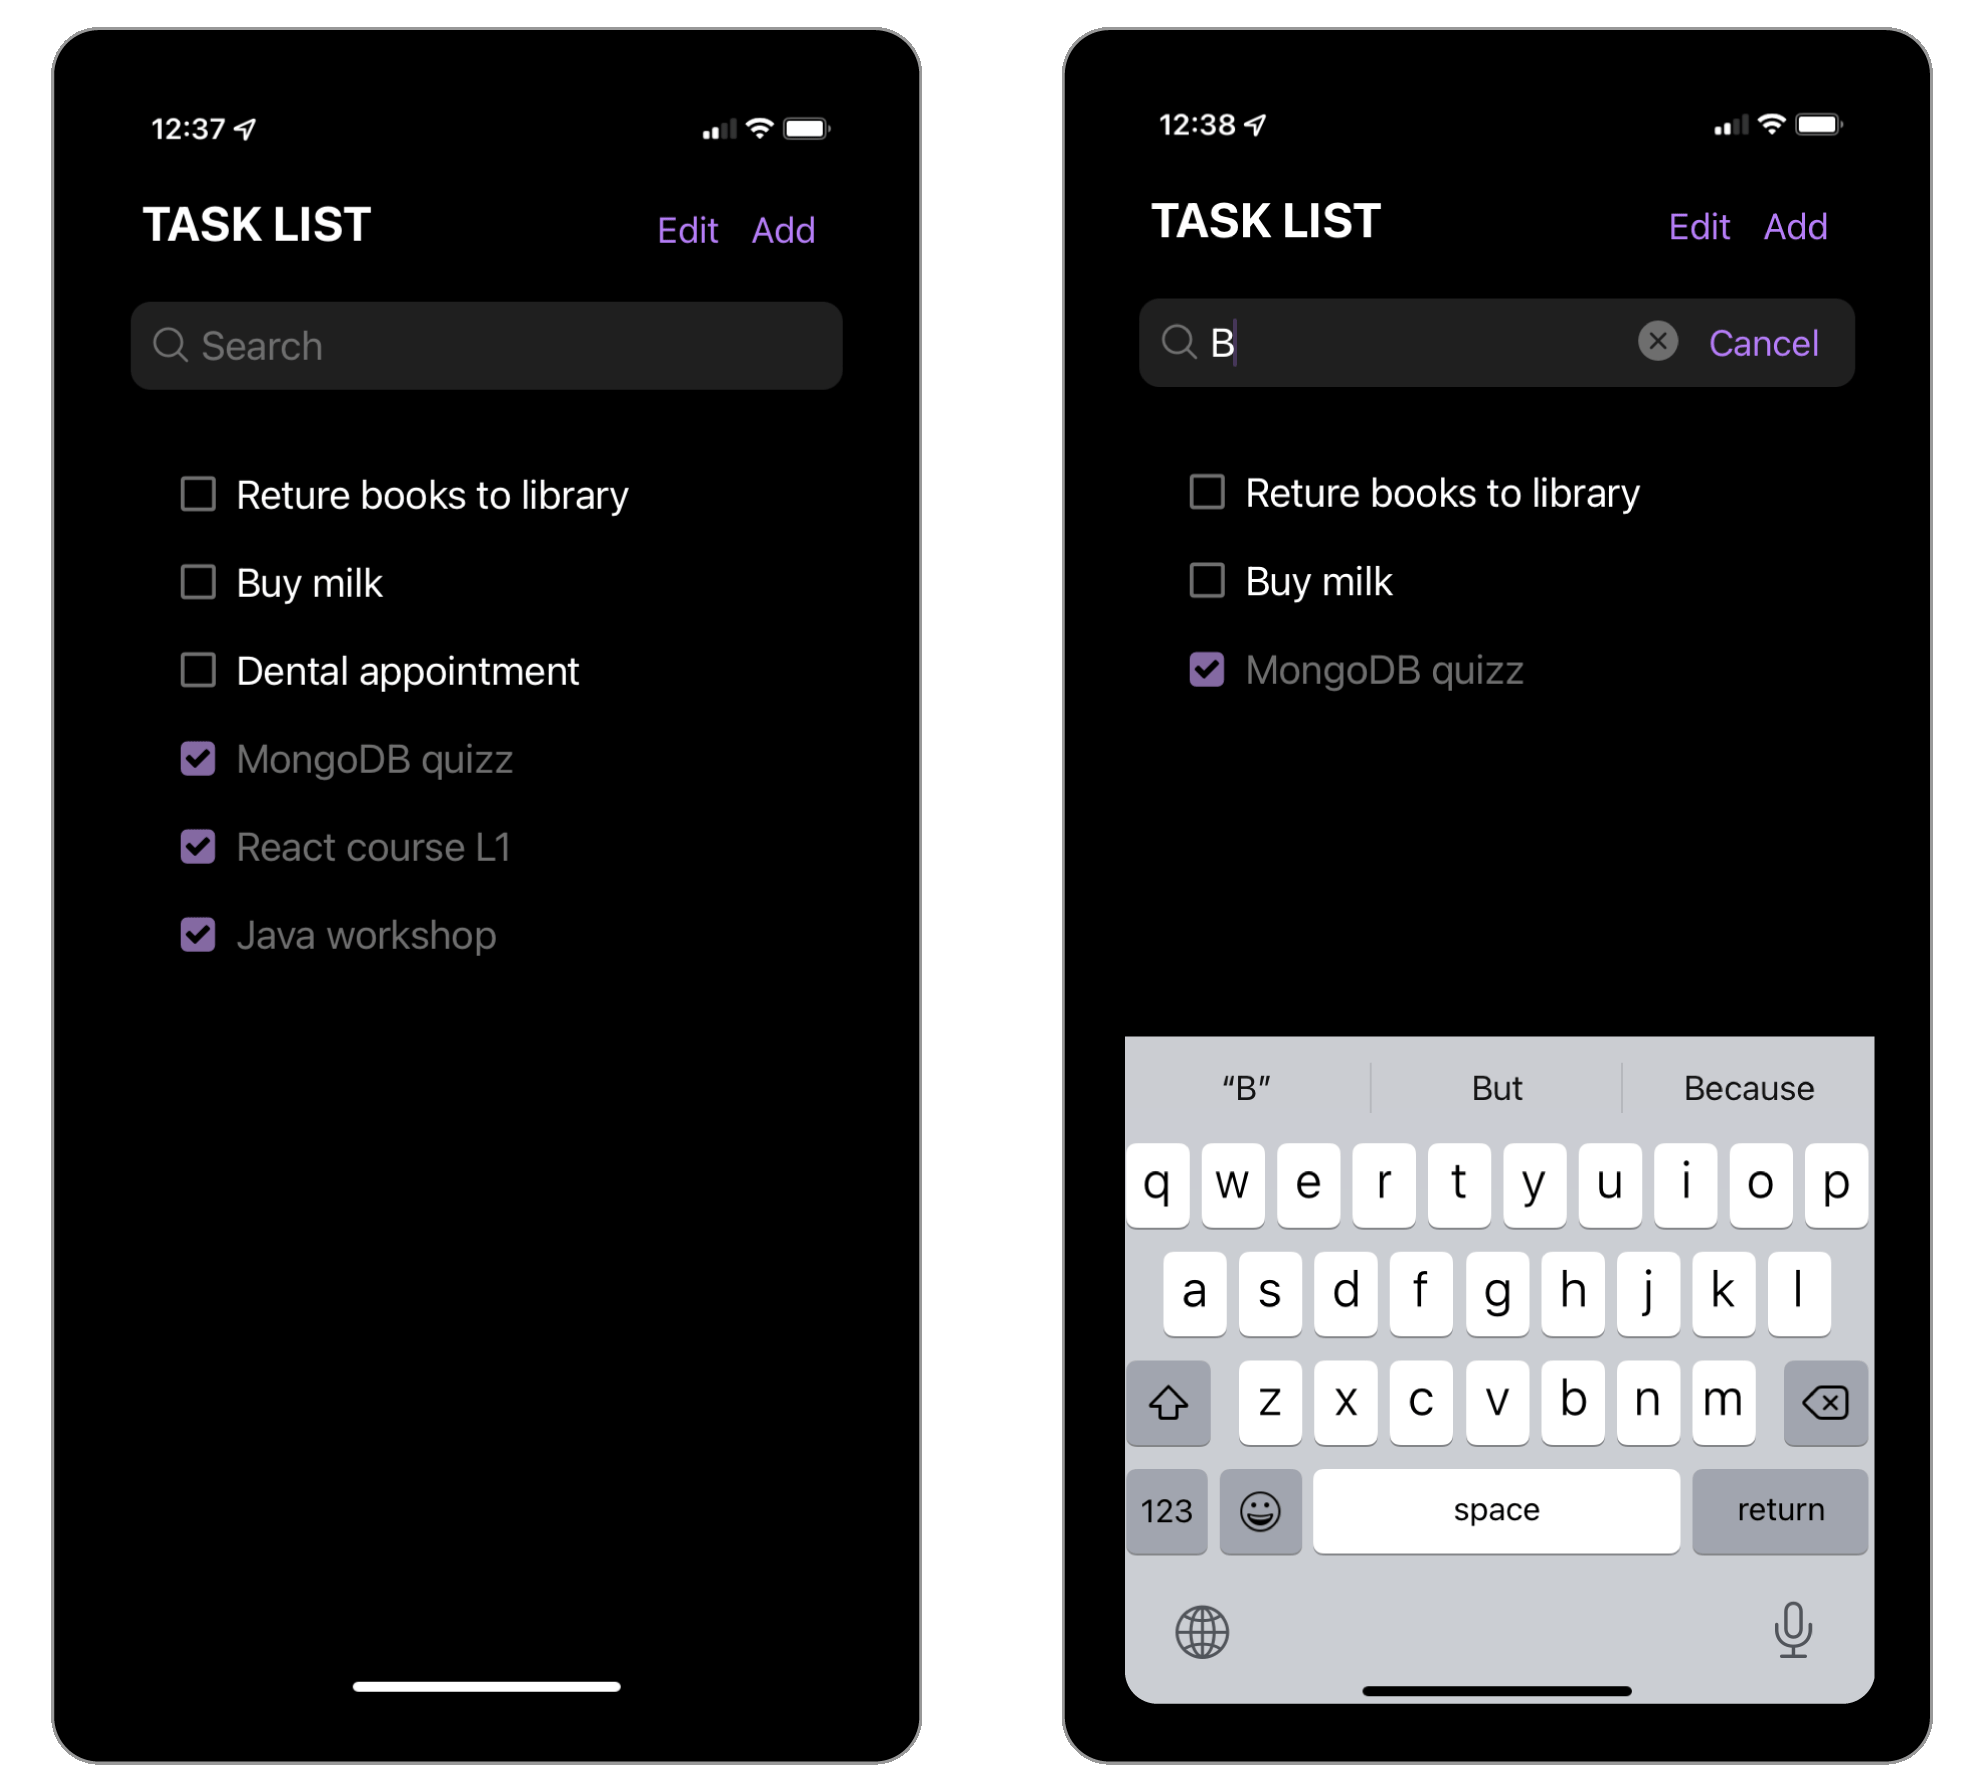 12:37
TASK LIST Edit Add
Search
Reture books to library
Buy milk
Dental appointment
MongoDB quizz
React course L1
Java workshop
12:38
TASK LIST Edit Add
B Cancel
Reture books to library
Buy milk
MongoDB quizz
“B” But Because
q w e r t y u i o p
a s d f g h j k l
z x c v b n m
123 space return